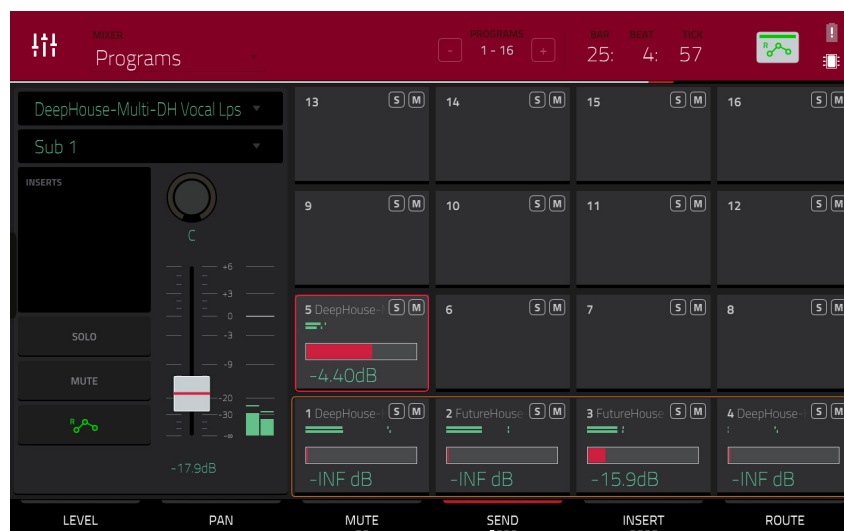 MIXER
Programs
PROGRAMS
- 1 - 16 +
BAR BEAT TICK
25: 4: 57
R
!
DeepHouse-Multi-DH Vocal Lps
Sub 1
INSERTS
C
+6
+3
0
-3
-9
-20
-30
-∞
SOLO
MUTE
R
-17.9dB
13 S M
14 S M
15 S M
16 S M
9 S M
10 S M
11 S M
12 S M
5 DeepHouse- S M
-4.40dB
6 S M
7 S M
8 S M
1 DeepHouse- S M
-INF dB
2 FutureHouse S M
-INF dB
3 FutureHouse S M
-15.9dB
4 DeepHouse- S M
-INF dB
LEVEL PAN MUTE SEND INSERT ROUTE